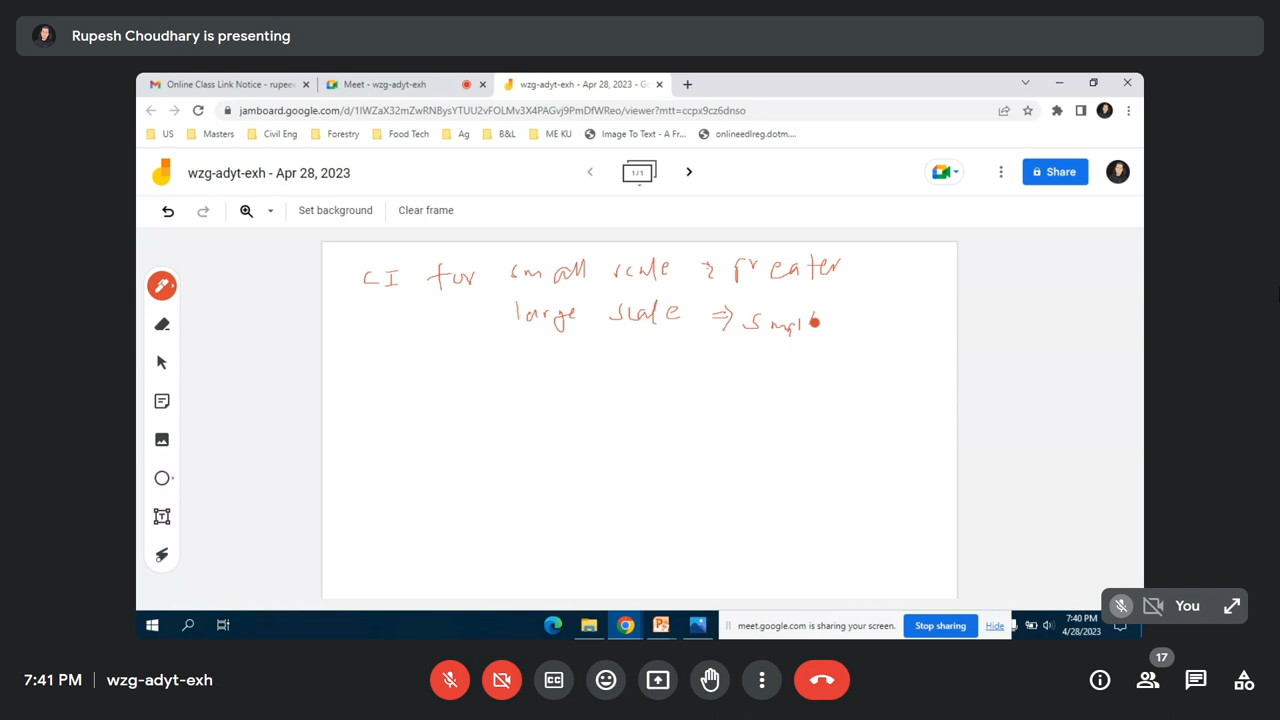 Rupesh Choudhary is presenting
Online Class Link Notice - rupee
Meet - wzg-adyt-exh
wzg-adyt-exh - Apr 28, 2023 - G
jamboard.google.com/d/1IWZaX32mZwRNBysYTUU2vFOLMv3X4PAGvj9PmDfWReo/viewer?mtt=ccpx9cz6dnso
US Masters Civil Eng Forestry Food Tech Ag B&L ME KU Image To Text - A Fr... onlineedlreg.dotm....
wzg-adyt-exh - Apr 28, 2023
1/1
Share
Set background Clear frame
CI for small scale ⇒ greater
large scale ⇒ small
You
meet.google.com is sharing your screen. Stop sharing Hide
7:40 PM
4/28/2023
17
7:41 PM | wzg-adyt-exh
CC